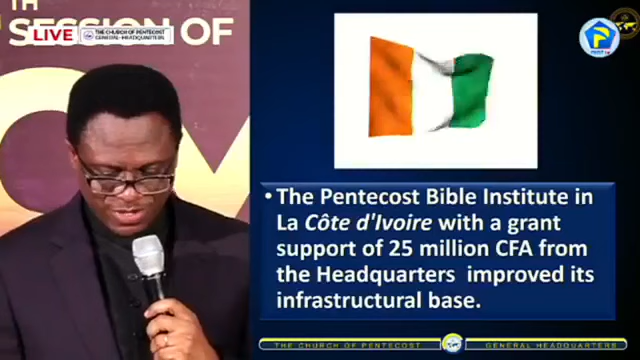 TH
SESSION OF
LIVE
THE CHURCH OF PENTECOST
GENERAL HEADQUARTERS
• The Pentecost Bible Institute in
La Côte d'Ivoire with a grant
support of 25 million CFA from
the Headquarters improved its
infrastructural base.
THE CHURCH OF PENTECOST GENERAL HEADQUARTERS